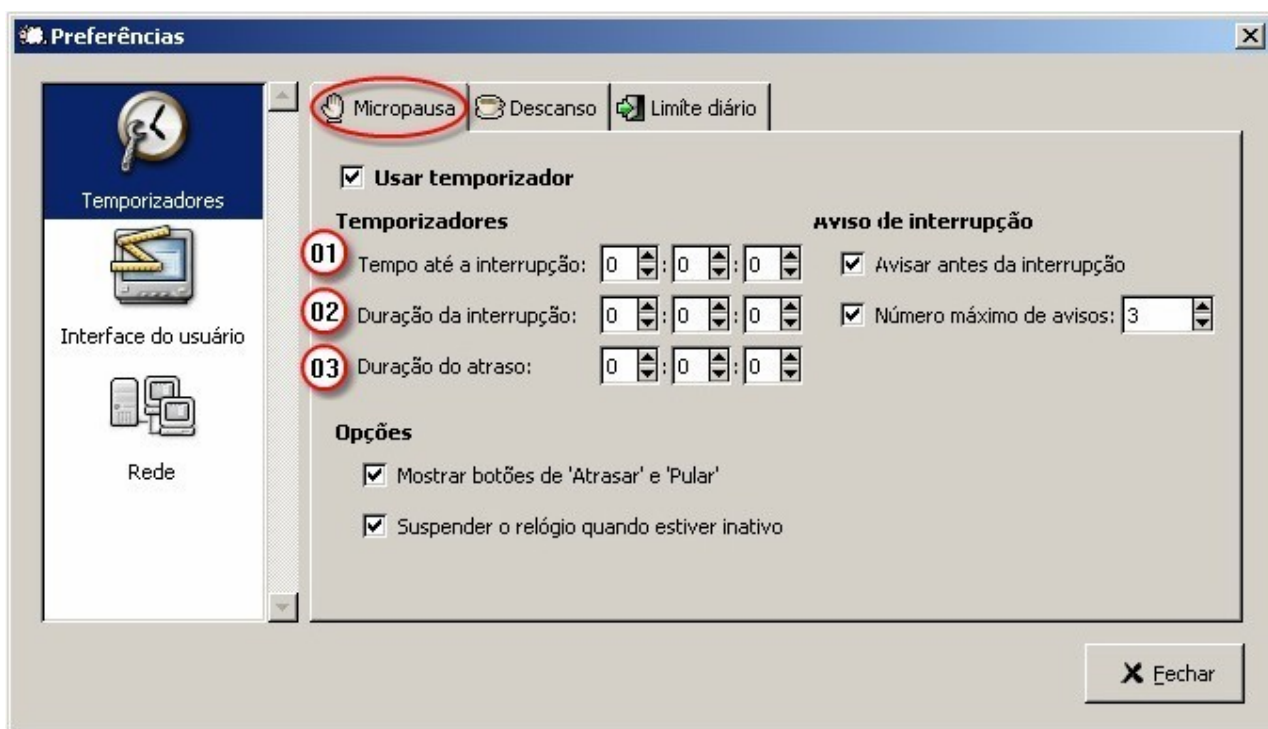 Preferências
Micropausa Descanso Limite diário
Temporizadores
Interface do usuário
Rede
Usar temporizador
Temporizadores
01 Tempo até a interrupção: 0 : 0 : 0
02 Duração da interrupção: 0 : 0 : 0
03 Duração do atraso: 0 : 0 : 0
Aviso de interrupção
Avisar antes da interrupção
Número máximo de avisos: 3
Opções
Mostrar botões de 'Atrasar' e 'Pular'
Suspender o relógio quando estiver inativo
Fechar